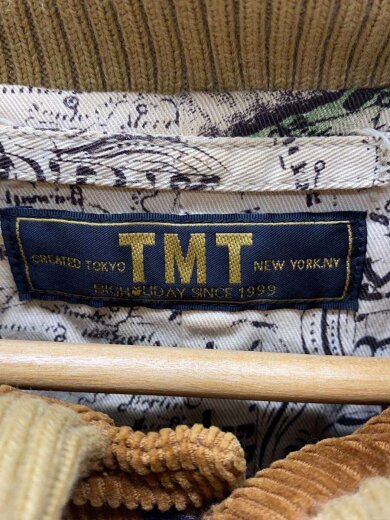 CREATED TOKYO TMT NEW YORK.NY
BIGHOLIDAY SINCE 1999